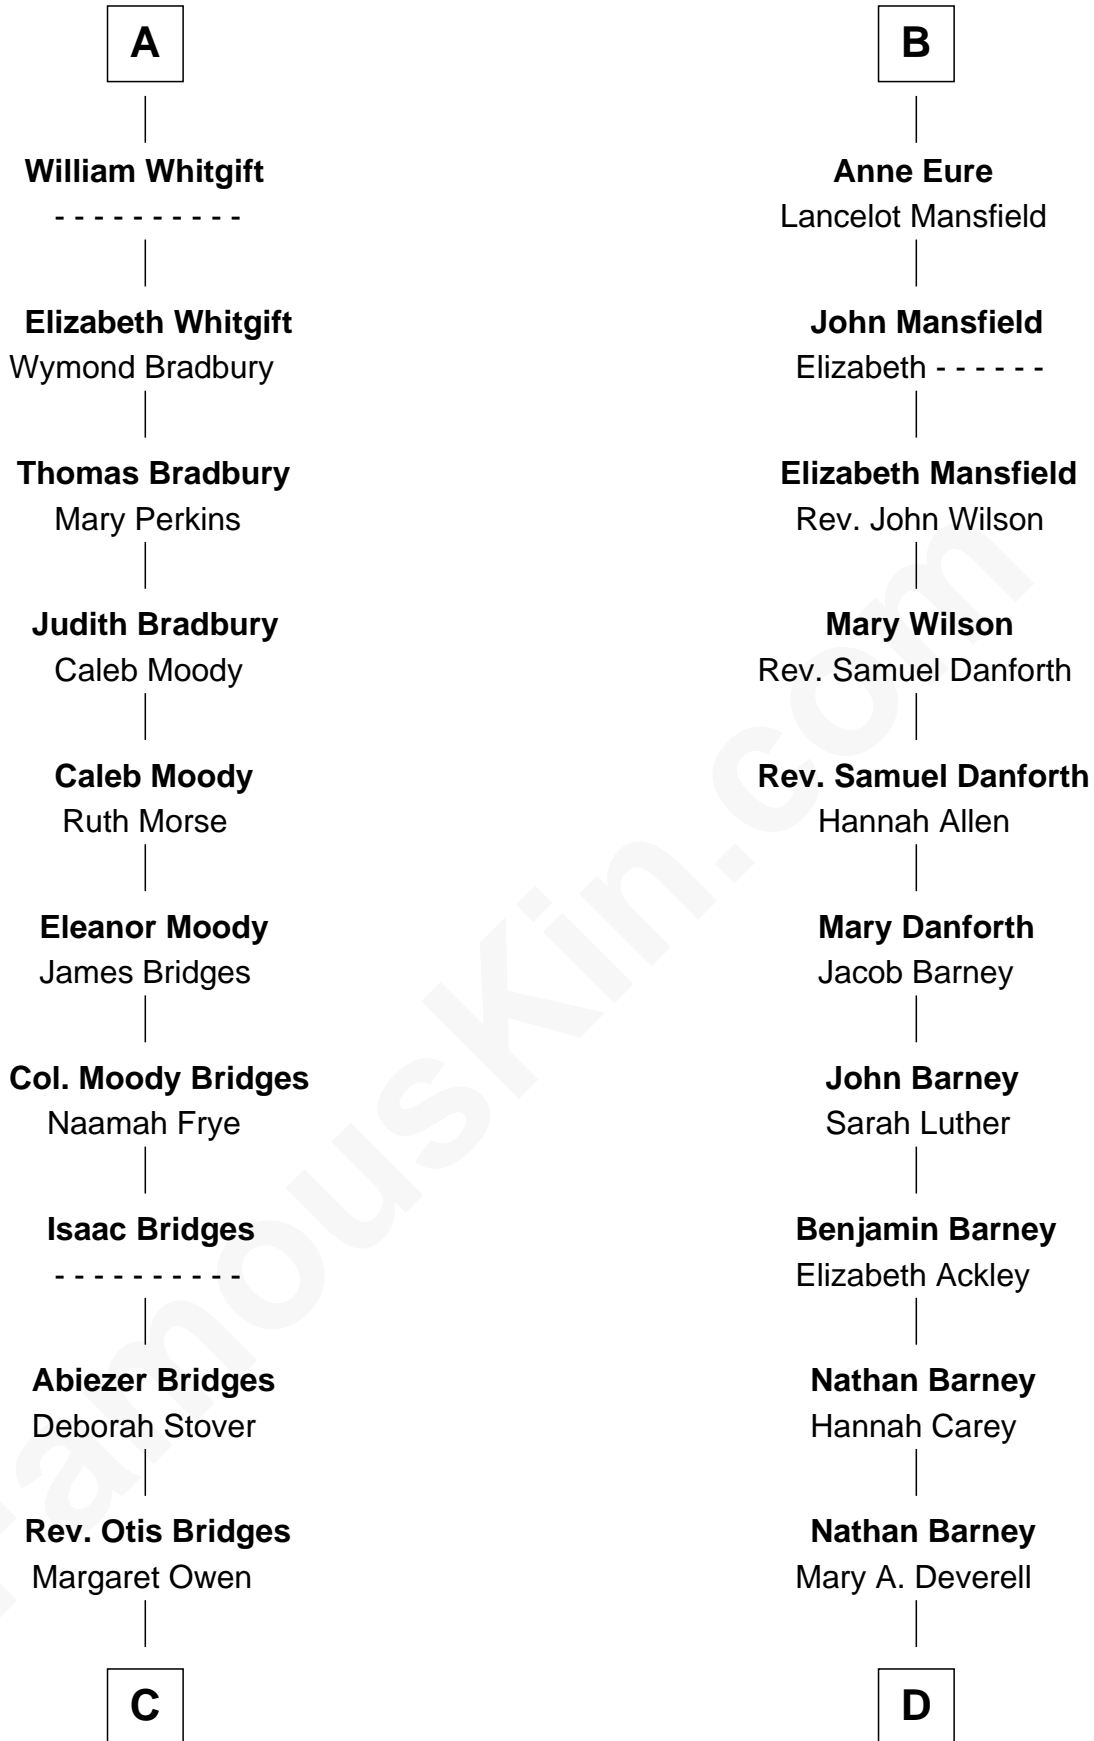 A
William Whitgift
- - - - - - - - - -
Elizabeth Whitgift
Wymond Bradbury
Thomas Bradbury
Mary Perkins
Judith Bradbury
Caleb Moody
Caleb Moody
Ruth Morse
Eleanor Moody
James Bridges
Col. Moody Bridges
Naamah Frye
Isaac Bridges
- - - - - - - - - -
Abiezer Bridges
Deborah Stover
Rev. Otis Bridges
Margaret Owen
C
B
Anne Eure
Lancelot Mansfield
John Mansfield
Elizabeth - - - - - -
Elizabeth Mansfield
Rev. John Wilson
Mary Wilson
Rev. Samuel Danforth
Rev. Samuel Danforth
Hannah Allen
Mary Danforth
Jacob Barney
John Barney
Sarah Luther
Benjamin Barney
Elizabeth Ackley
Nathan Barney
Hannah Carey
Nathan Barney
Mary A. Deverell
D
FamousKin.com